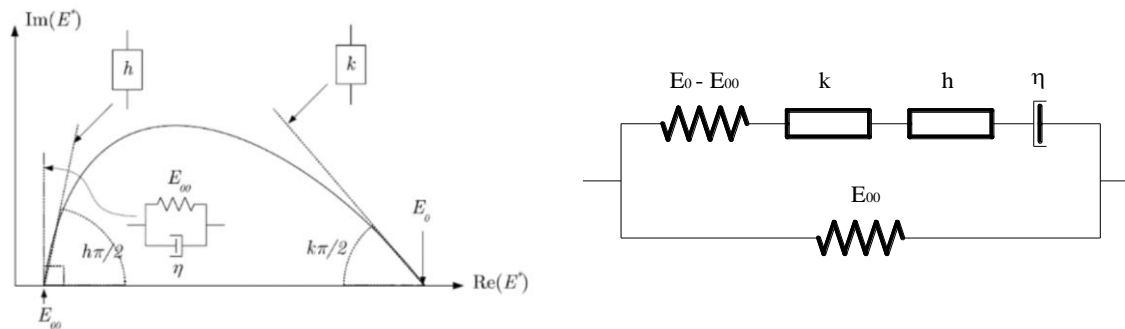 Im(E*)
h
k
E₀₀
E₀
hπ/2
kπ/2
η
Re(E*)
E₀₀
E₀ - E₀₀
k
h
η
E₀₀